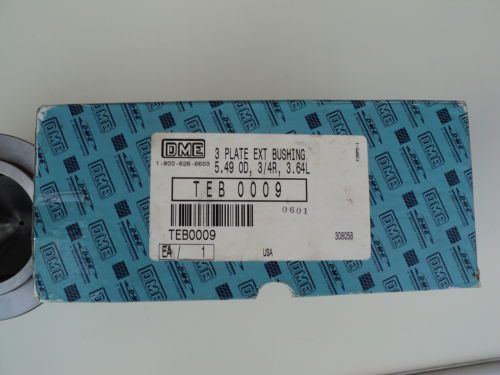 DME
3 PLATE EXT BUSHING
1-800-626-6653
5.49 OD, 3/4R, 3.64L
TEB 0009
0601
TEB0009
308058
EA / 1
USA